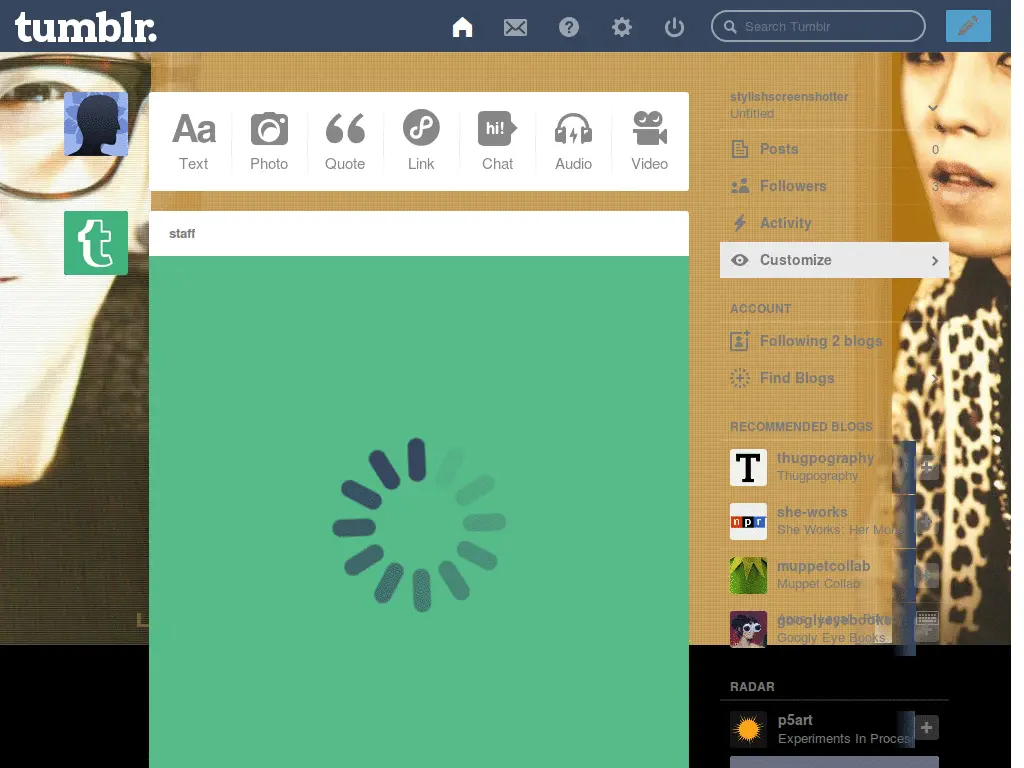 tumblr.
Search Tumblr
Aa
hi!
Text
Photo
Quote
Link
Chat
Audio
Video
staff
stylishscreenshotter
Untitled
Posts
0
Followers
3
Activity
Customize
ACCOUNT
Following 2 blogs
Find Blogs
RECOMMENDED BLOGS
thugpography
Thugpography
she-works
She Works: Her Mon
npr
muppetcollab
Muppet Collab
googlyeyebooks
Googly Eye Books
RADAR
p5art
Experiments In Proces